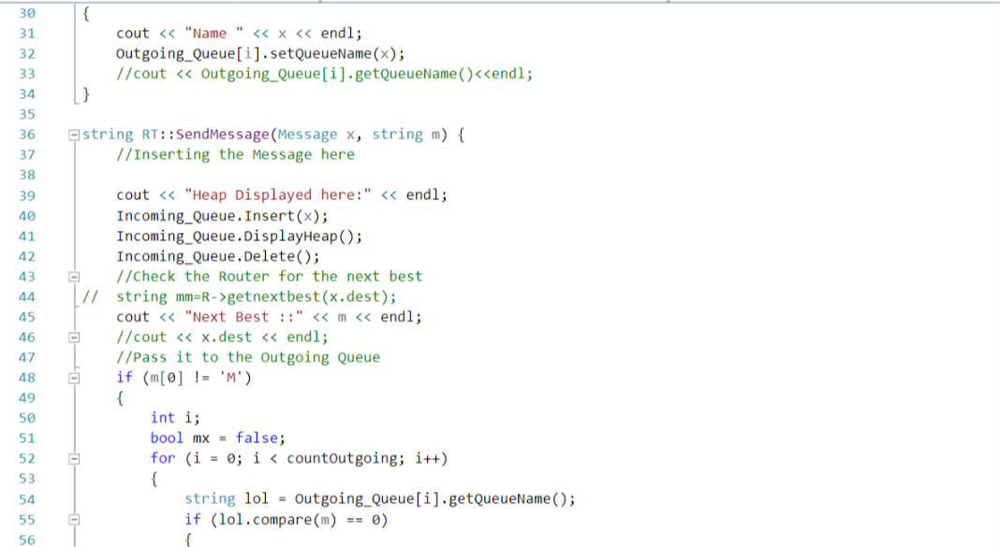 30 {
31 cout << "Name " << x << endl;
32 Outgoing_Queue[i].setQueueName(x);
33 //cout << Outgoing_Queue[i].getQueueName()<<endl;
34 }
35
36 string RT::SendMessage(Message x, string m) {
37 //Inserting the Message here
38
39 cout << "Heap Displayed here:" << endl;
40 Incoming_Queue.Insert(x);
41 Incoming_Queue.DisplayHeap();
42 Incoming_Queue.Delete();
43 //Check the Router for the next best
44 // string mm=R->getnextbest(x.dest);
45 cout << "Next Best ::" << m << endl;
46 //cout << x.dest << endl;
47 //Pass it to the Outgoing Queue
48 if (m[0] != 'M')
49 {
50 int i;
51 bool mx = false;
52 for (i = 0; i < countOutgoing; i++)
53 {
54 string lol = Outgoing_Queue[i].getQueueName();
55 if (lol.compare(m) == 0)
56 {